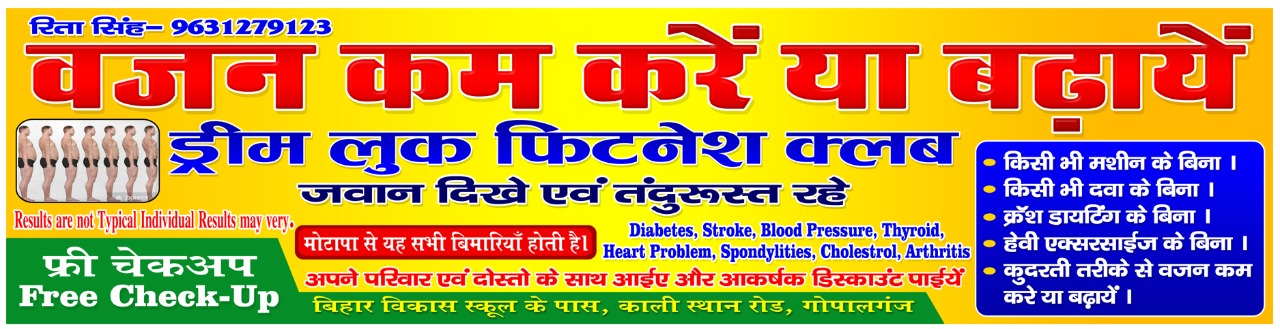 रिता सिंह– 9631279123
वजन कम करें या बढ़ायें
ड्रीम लुक फिटनेश क्लब
जवान दिखे एवं तंदुरूस्त रहे
Results are not Typical Individual Results may very.
मोटापा से यह सभी बिमारियाँ होती है।
Diabetes, Stroke, Blood Pressure, Thyroid,
Heart Problem, Spondylities, Cholestrol, Arthritis
फ्री चेकअप
Free Check-Up
अपने परिवार एवं दोस्तो के साथ आईए और आकर्षक डिस्काउंट पाईयें
बिहार विकास स्कूल के पास, काली स्थान रोड, गोपालगंज
• किसी भी मशीन के बिना ।
• किसी भी दवा के बिना ।
• क्रॅश डायटिंग के बिना ।
• हेवी एक्सरसाईज के बिना ।
• कुदरती तरीके से वजन कम
करे या बढ़ायें ।